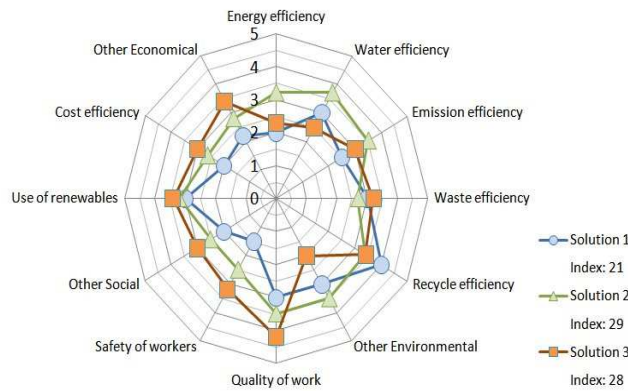 Energy efficiency
Other Economical
5
Water efficiency
4
Cost efficiency
3
Emission efficiency
2
1
Use of renewables
0
Waste efficiency
Solution 1
Index: 21
Other Social
Recycle efficiency
Solution 2
Index: 29
Safety of workers
Other Environmental
Solution 3
Quality of work
Index: 28